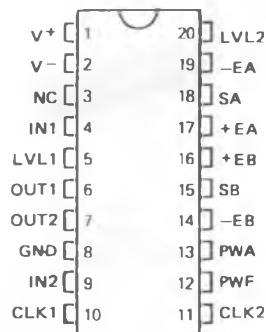 V+ 1 20 LVL2
V- 2 19 -EA
NC 3 18 SA
IN1 4 17 +EA
LVL1 5 16 +EB
OUT1 6 15 SB
OUT2 7 14 -EB
GND 8 13 PWA
IN2 9 12 PWF
CLK1 10 11 CLK2